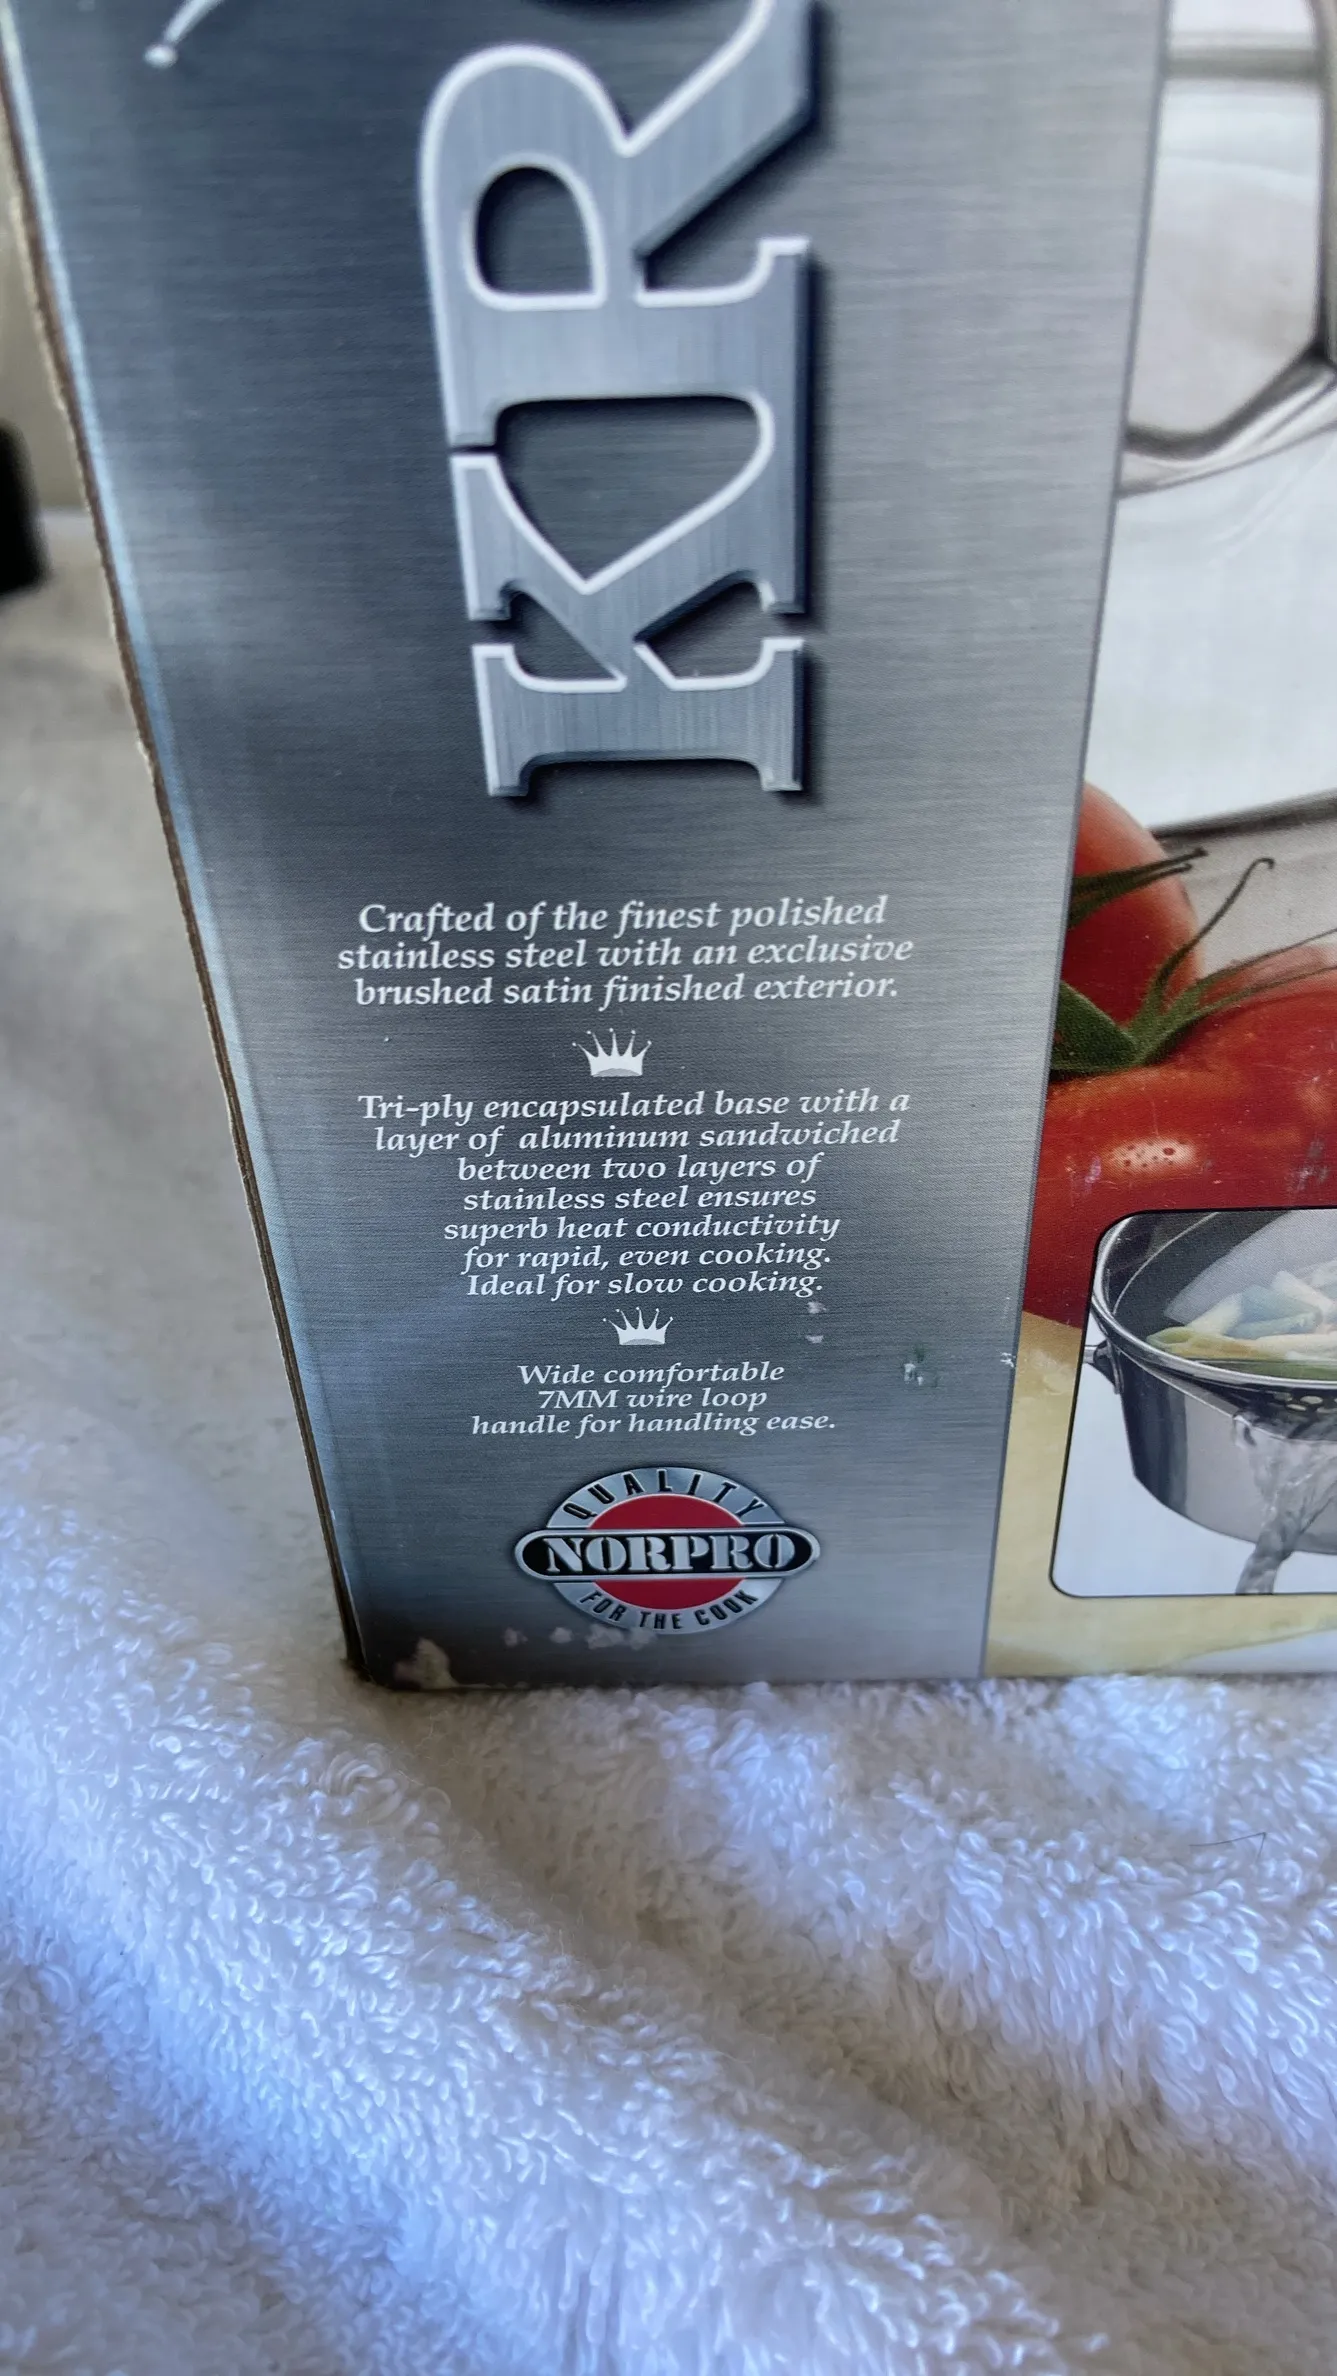 KR
Crafted of the finest polished
stainless steel with an exclusive
brushed satin finished exterior.
Tri-ply encapsulated base with a
layer of aluminum sandwiched
between two layers of
stainless steel ensures
superb heat conductivity
for rapid, even cooking.
Ideal for slow cooking.
Wide comfortable
7MM wire loop
handle for handling ease.
QUALITY
NORPRO
FOR THE COOK